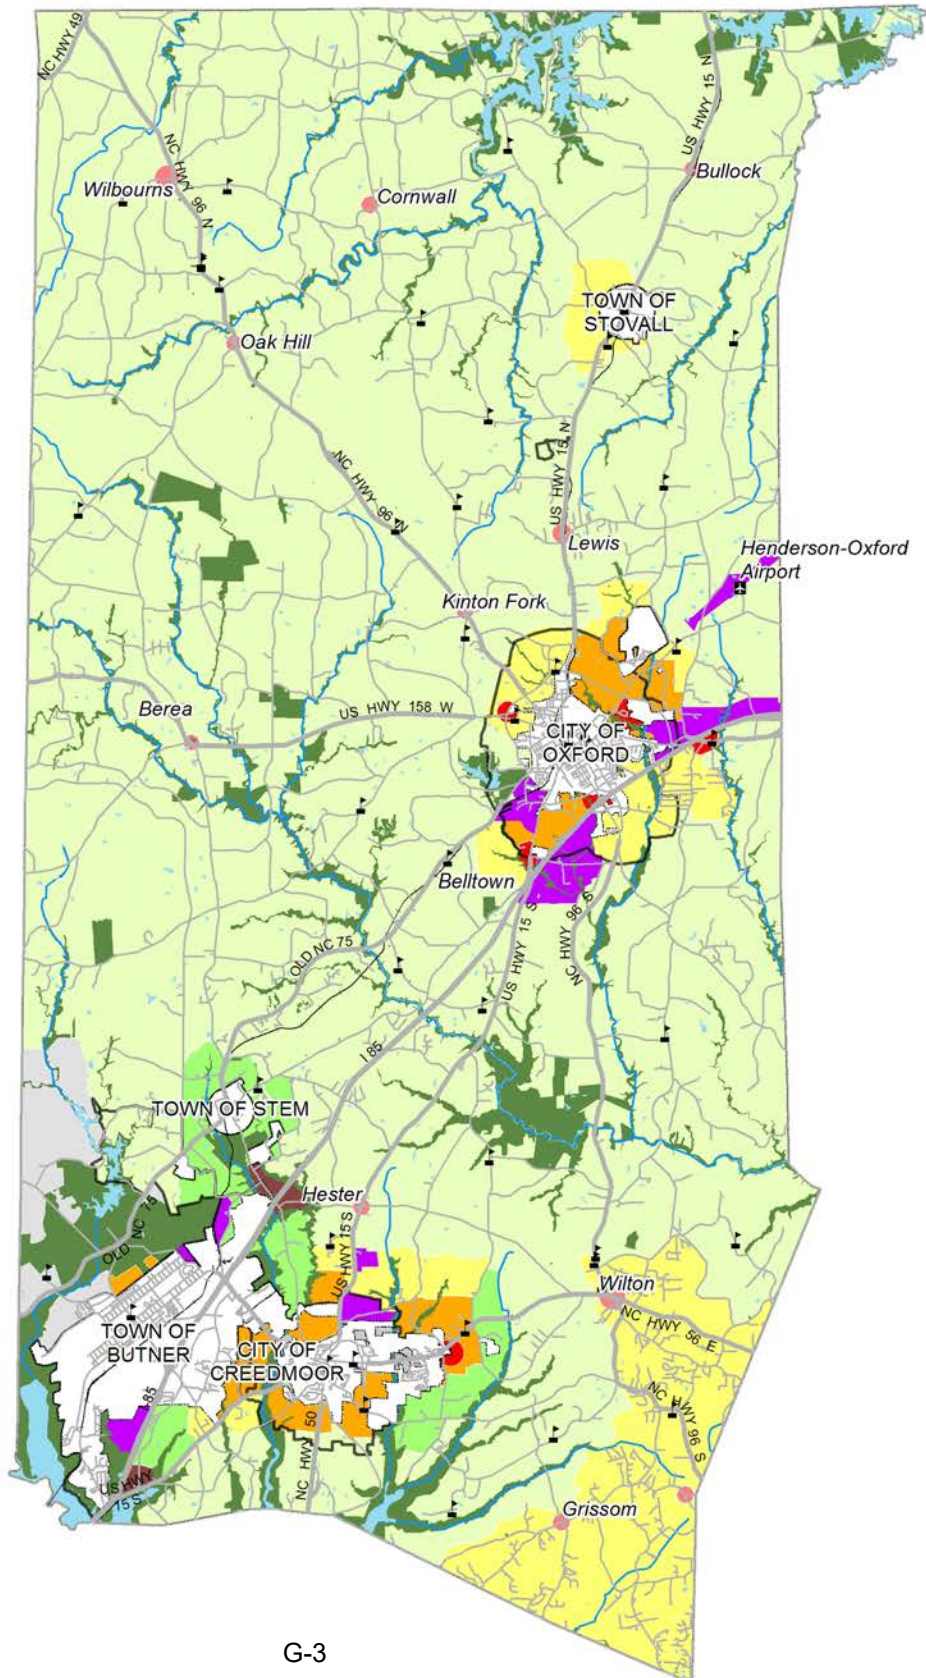 NC HWY 49
US HWY 15 N
NC HWY 96 N
Wilbourns
Cornwall
Bullock
TOWN OF
STOVALL
Oak Hill
NC HWY 96 N
US HWY 15 N
Lewis
Henderson-Oxford
Airport
Kinton Fork
Berea
US HWY 158 W
CITY OF
OXFORD
Belltown
OLD NC 75
US HWY 15 S
NC HWY 96 S
I 85
TOWN OF STEM
Hester
OLD NC 75
US HWY 15 S
Wilton
NC HWY 56 E
TOWN OF
BUTNER
CITY OF
CREEDMOOR
I-85
NC HWY 50
NC HWY 96 S
US HWY
15 S
Grissom
G-3